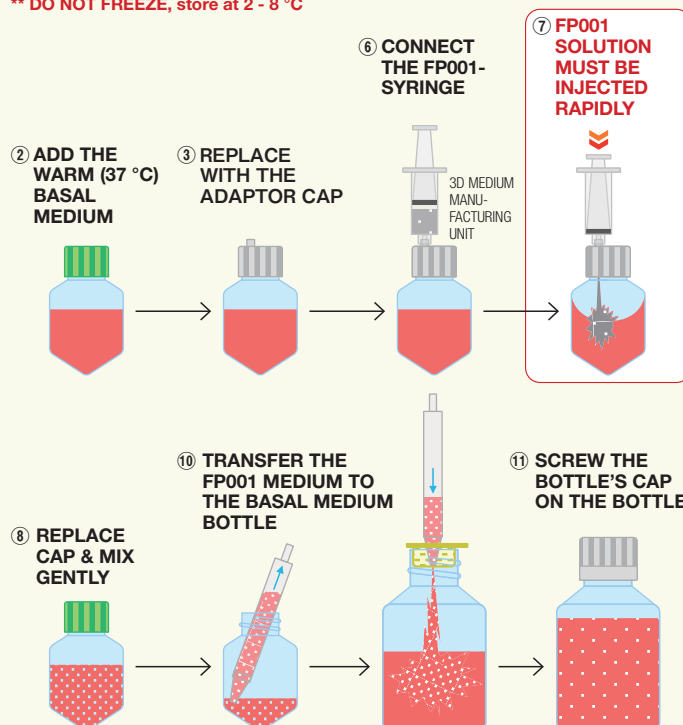 ** DO NOT FREEZE, store at 2 - 8 °C
② ADD THE
WARM (37 °C)
BASAL
MEDIUM
③ REPLACE
WITH THE
ADAPTOR CAP
⑥ CONNECT
THE FP001-
SYRINGE
3D MEDIUM
MANU-
FACTURING
UNIT
⑦ FP001
SOLUTION
MUST BE
INJECTED
RAPIDLY
⑧ REPLACE
CAP & MIX
GENTLY
⑩ TRANSFER THE
FP001 MEDIUM TO
THE BASAL MEDIUM
BOTTLE
⑪ SCREW THE
BOTTLE'S CAP
ON THE BOTTLE